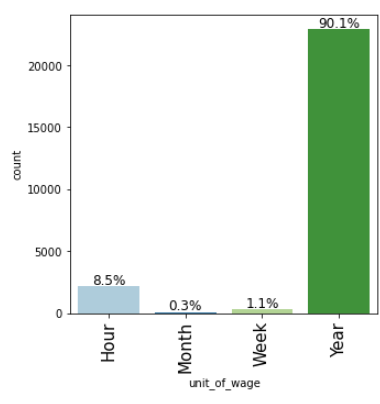 90.1%
20000
15000
10000
5000
0
count
8.5%
0.3%
1.1%
Hour
Month
Week
Year
unit_of_wage